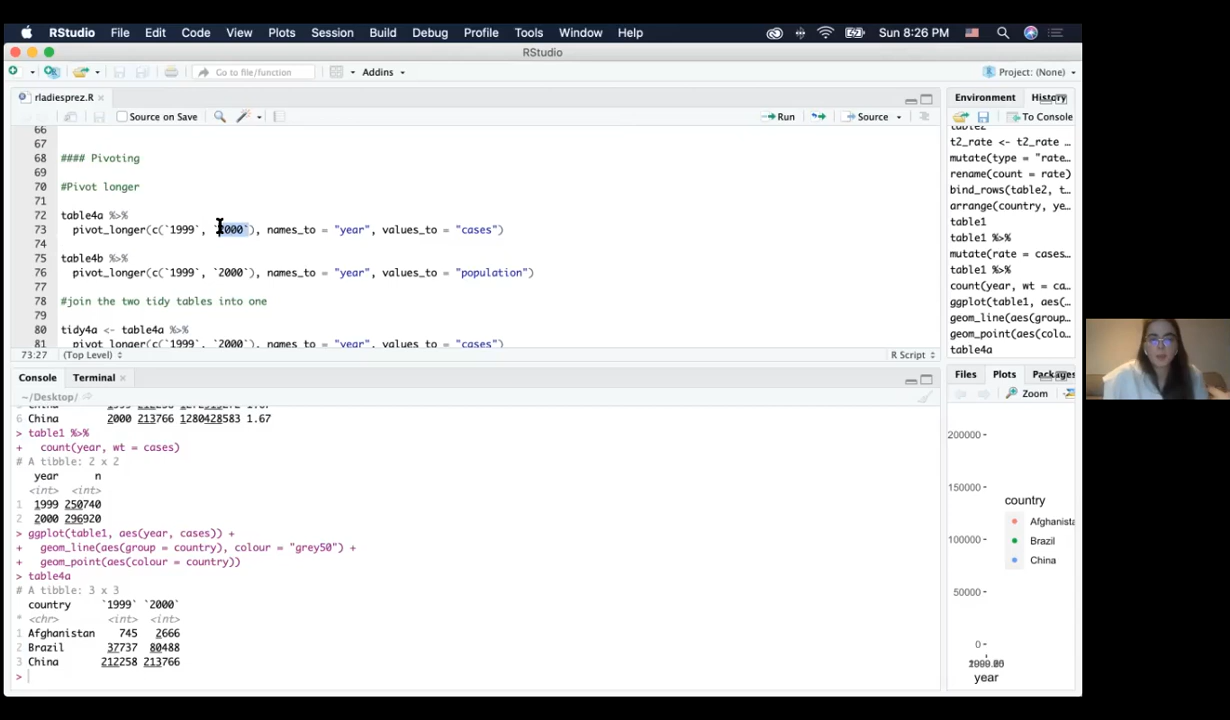 RStudio File Edit Code View Plots Session Build Debug Profile Tools Window Help Sun 8:26 PM
RStudio
Go to file/function Addins Project: (None)
rladiesprez.R
Source on Save Run Source
66
67
68 #### Pivoting
69
70 #Pivot longer
71
72 table4a %>%
73 pivot_longer(c(`1999`, `2000`), names_to = "year", values_to = "cases")
74
75 table4b %>%
76 pivot_longer(c(`1999`, `2000`), names_to = "year", values_to = "population")
77
78 #join the two tidy tables into one
79
80 tidy4a <- table4a %>%
81 pivot_longer(c(`1999`, `2000`), names_to = "year", values_to = "cases")
73:27 (Top Level) R Script
Console Terminal
~/Desktop/
6 China 2000 213766 1280428583 1.67
> table1 %>%
+ count(year, wt = cases)
# A tibble: 2 x 2
year n
<int> <int>
1 1999 250740
2 2000 296920
> ggplot(table1, aes(year, cases)) +
+ geom_line(aes(group = country), colour = "grey50") +
+ geom_point(aes(colour = country))
> table4a
# A tibble: 3 x 3
country `1999` `2000`
* <chr> <int> <int>
1 Afghanistan 745 2666
2 Brazil 37737 80488
3 China 212258 213766
>
Environment History
To Console
table2
t2_rate <- t2_rate …
mutate(type = "rate…
rename(count = rate)
bind_rows(table2, t…
arrange(country, ye…
table1
table1 %>%
mutate(rate = cases…
table1 %>%
count(year, wt = ca…
ggplot(table1, aes(…
geom_line(aes(group…
geom_point(aes(colo…
table4a
Files Plots Packages
Zoom
200000
150000
100000
50000
0
year
country
Afghanista
Brazil
China